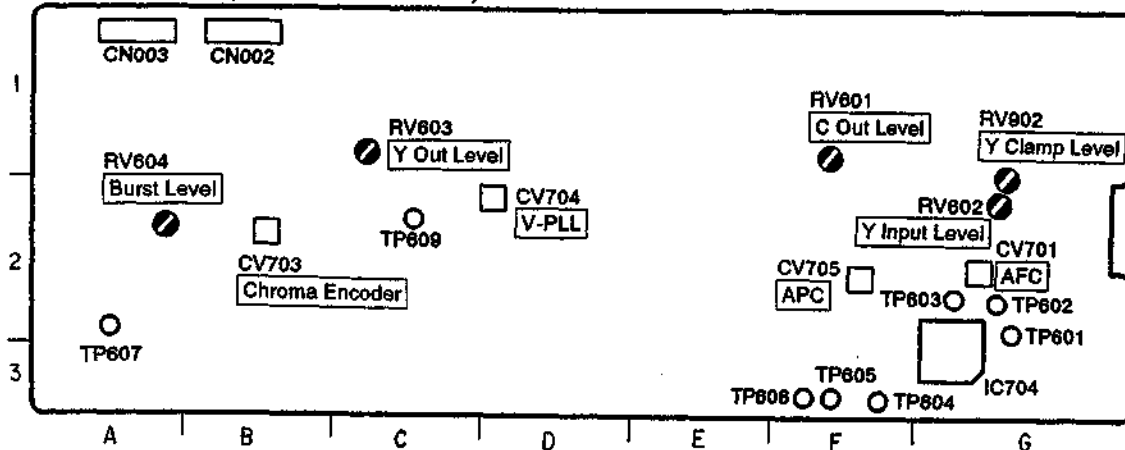 CN003
CN002
1
RV601
C Out Level
RV603
Y Out Level
RV902
Y Clamp Level
RV604
Burst Level
CV704
V-PLL
RV602
Y Input Level
TP609
2
CV703
Chroma Encoder
CV705
APC
CV701
AFC
TP603
TP602
TP601
TP607
3
TP605
TP606
TP604
IC704
A
B
C
D
E
F
G